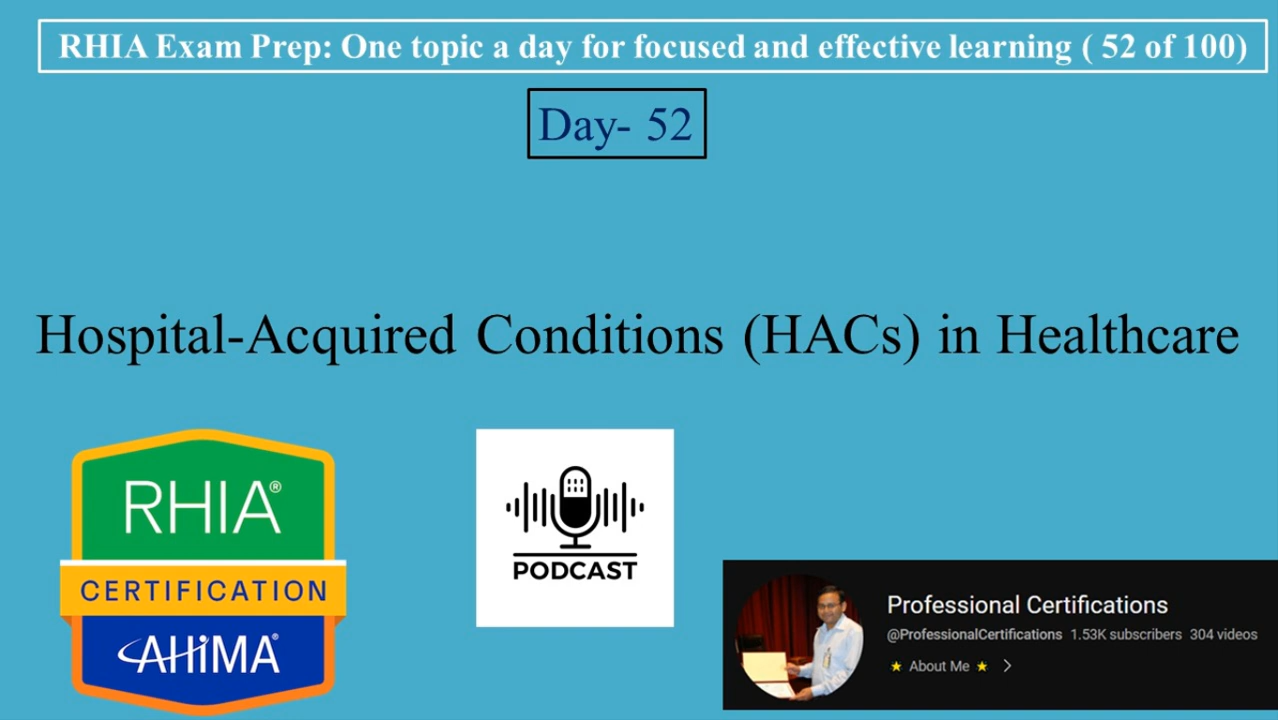 RHIA Exam Prep: One topic a day for focused and effective learning ( 52 of 100)
Day- 52
Hospital-Acquired Conditions (HACs) in Healthcare
RHIA®
CERTIFICATION
AHIMA®
PODCAST
Professional Certifications
@ProfessionalCertifications 1.53K subscribers 304 videos
⭐ About Me ⭐ >